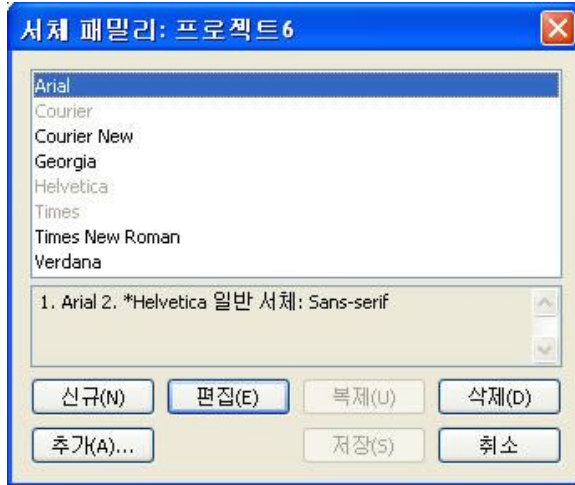 서체 패밀리: 프로젝트6
Arial
Courier
Courier New
Georgia
Helvetica
Times
Times New Roman
Verdana
1. Arial 2. *Helvetica 일반 서체: Sans-serif
신규(N) 편집(E) 복제(U) 삭제(D)
추가(A)... 저장(S) 취소